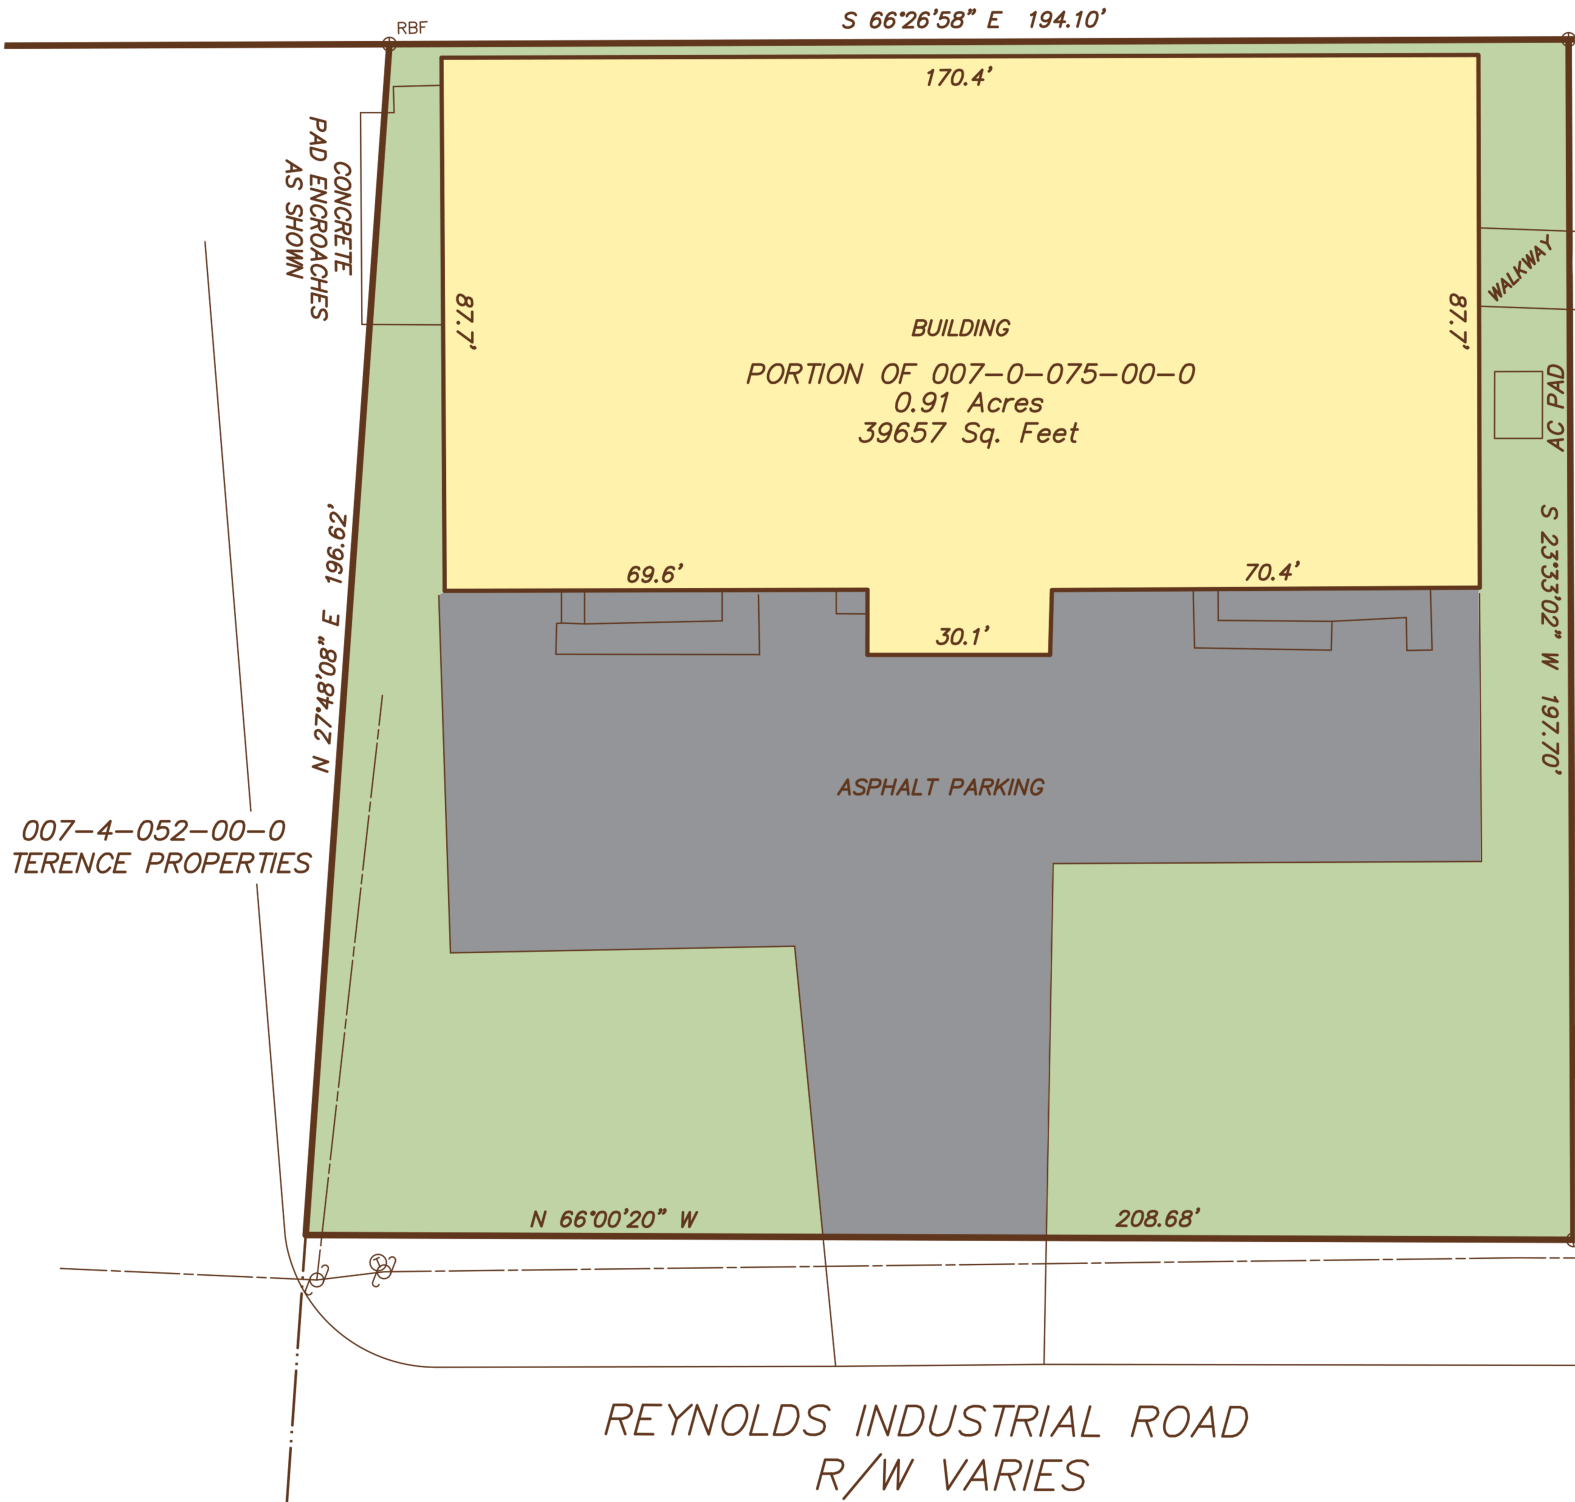 S 66°26'58" E 194.10'
RBF
170.4'
CONCRETE
PAD ENCROACHES
AS SHOWN
87.7'
87.7'
WALKWAY
BUILDING
PORTION OF 007-0-075-00-0
0.91 Acres
39657 Sq. Feet
AC PAD
N 27°48'08" E 196.62'
S 23°33'02" W 197.70'
69.6'
70.4'
30.1'
ASPHALT PARKING
007-4-052-00-0
TERENCE PROPERTIES
N 66°00'20" W 208.68'
REYNOLDS INDUSTRIAL ROAD
R/W VARIES